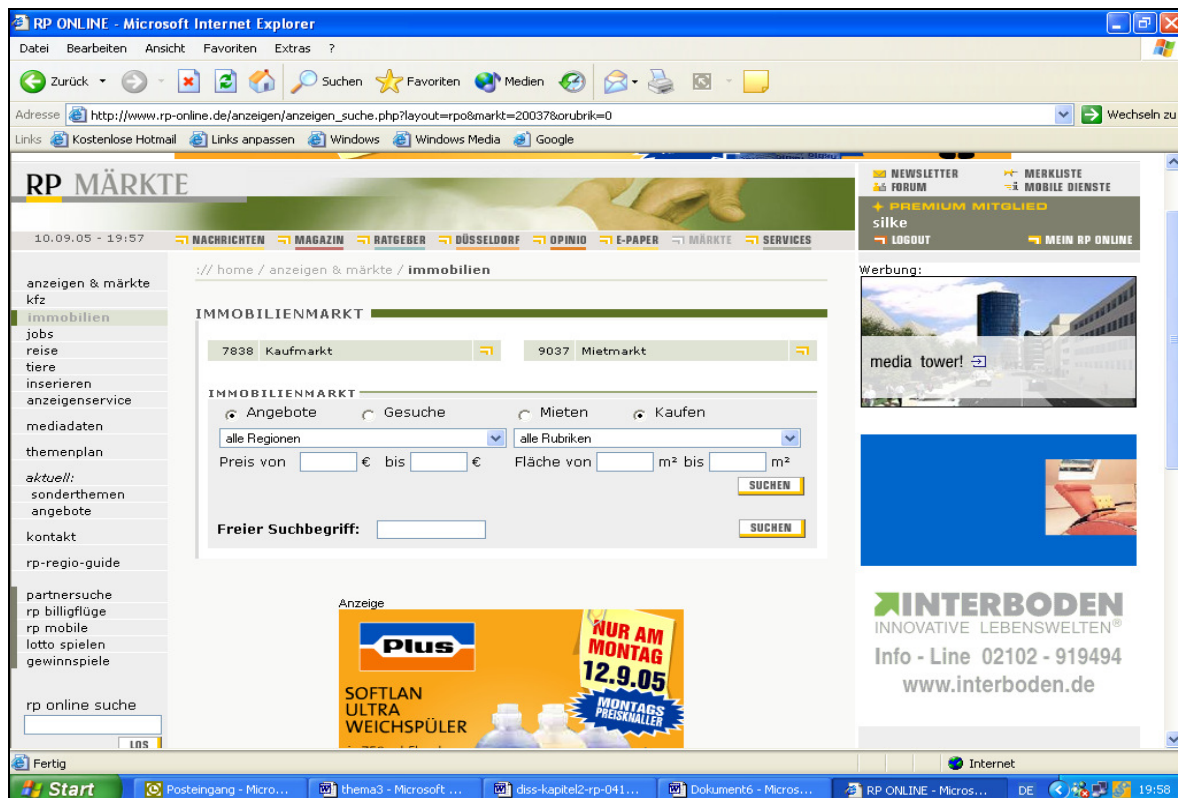 RP ONLINE - Microsoft Internet Explorer
Datei Bearbeiten Ansicht Favoriten Extras ?
Zurück Suchen Favoriten Medien
Adresse http://www.rp-online.de/anzeigen/anzeigen_suche.php?layout=rpo&markt=20037&orubrik=0 Wechseln zu
Links Kostenlose Hotmail Links anpassen Windows Windows Media Google
RP MÄRKTE
NEWSLETTER MERKLISTE
FORUM MOBILE DIENSTE
PREMIUM MITGLIED
silke
LOGOUT MEIN RP ONLINE
10.09.05 - 19:57 NACHRICHTEN MAGAZIN RATGEBER DÜSSELDORF OPINIO E-PAPER MÄRKTE SERVICES
:// home / anzeigen & märkte / immobilien
anzeigen & märkte
kfz
immobilien
jobs
reise
tiere
inserieren
anzeigenservice
mediadaten
themenplan
aktuell:
sonderthemen
angebote
kontakt
rp-regio-guide
partnersuche
rp billigflüge
rp mobile
lotto spielen
gewinnspiele
rp online suche
LOS
IMMOBILIENMARKT
7838 Kaufmarkt 9037 Mietmarkt
IMMOBILIENMARKT
Angebote Gesuche Mieten Kaufen
alle Regionen alle Rubriken
Preis von € bis € Fläche von m² bis m²
SUCHEN
Freier Suchbegriff: SUCHEN
Anzeige
Plus
NUR AM
MONTAG
12.9.05
MONTAGS
PREISKNALLER
SOFTLAN
ULTRA
WEICHSPÜLER
Werbung:
media tower!
INTERBODEN
INNOVATIVE LEBENSWELTEN®
Info - Line 02102 - 919494
www.interboden.de
Fertig Internet
Start Posteingang - Micro... thema3 - Microsoft ... diss-kapitel2-rp-041... Dokument6 - Micros... RP ONLINE - Micros... DE 19:58